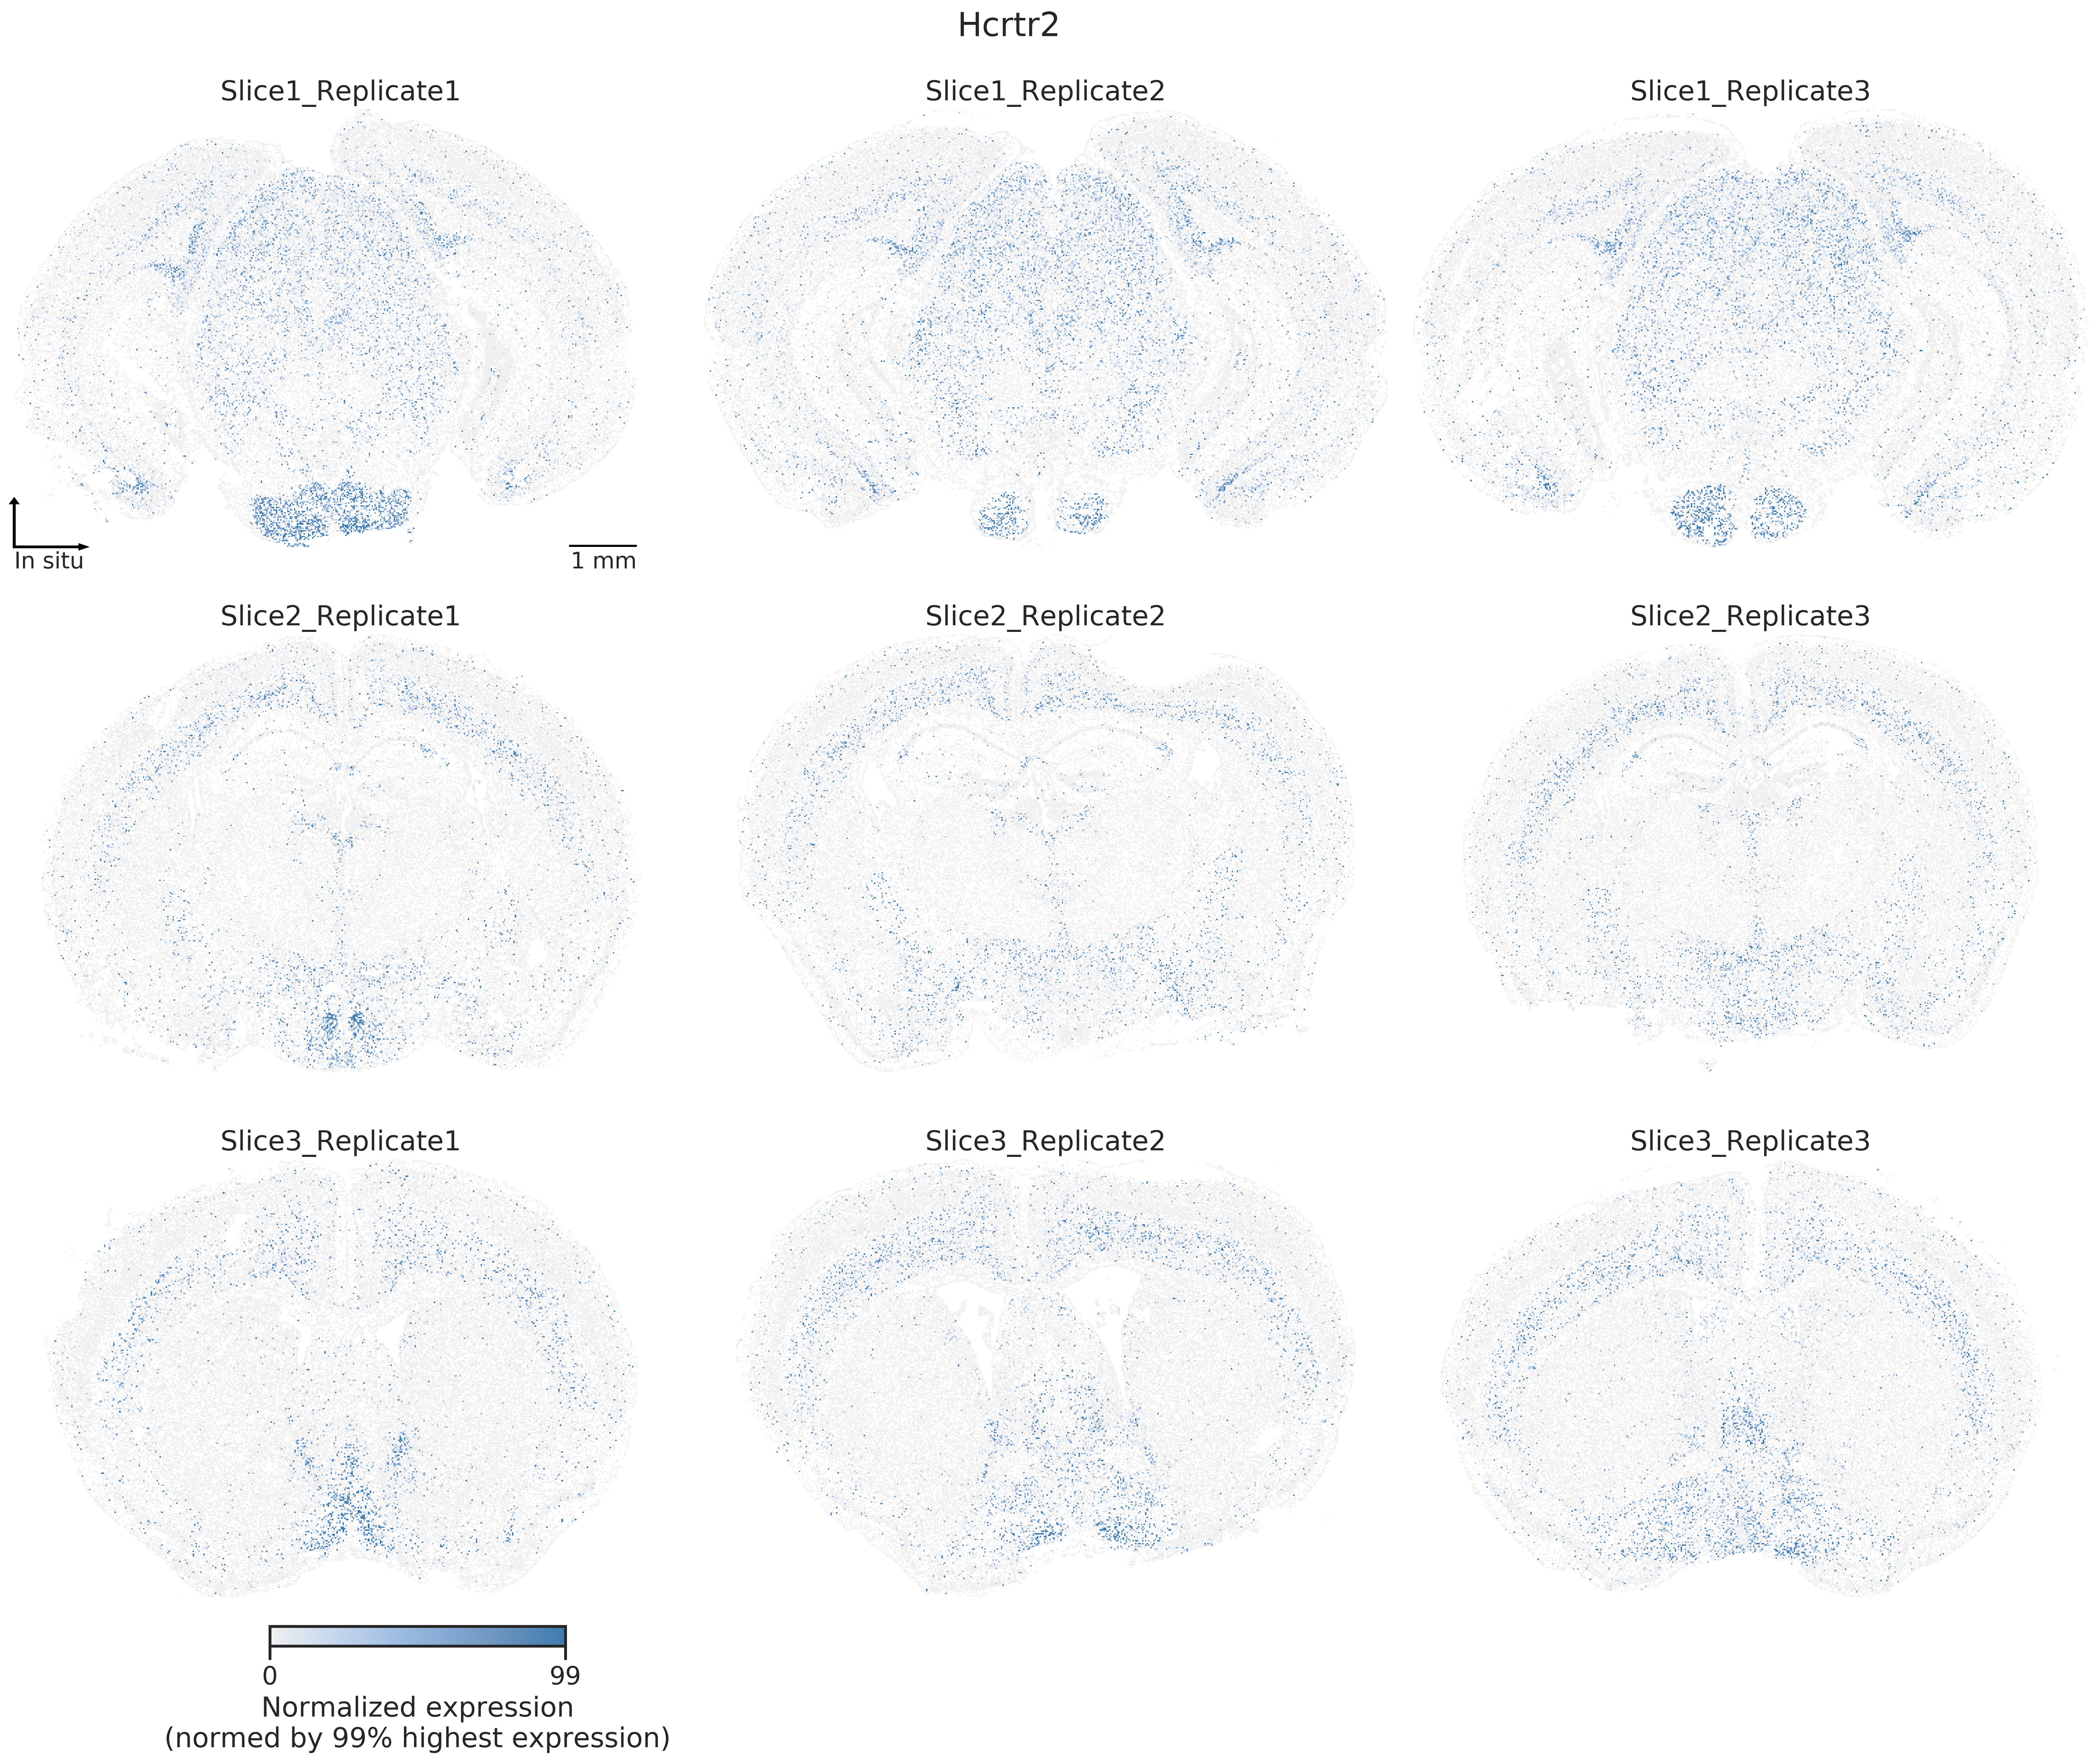 Hcrtr2
Slice1_Replicate1
Slice1_Replicate2
Slice1_Replicate3
In situ
1 mm
Slice2_Replicate1
Slice2_Replicate2
Slice2_Replicate3
Slice3_Replicate1
Slice3_Replicate2
Slice3_Replicate3
0
99
Normalized expression
(normed by 99% highest expression)